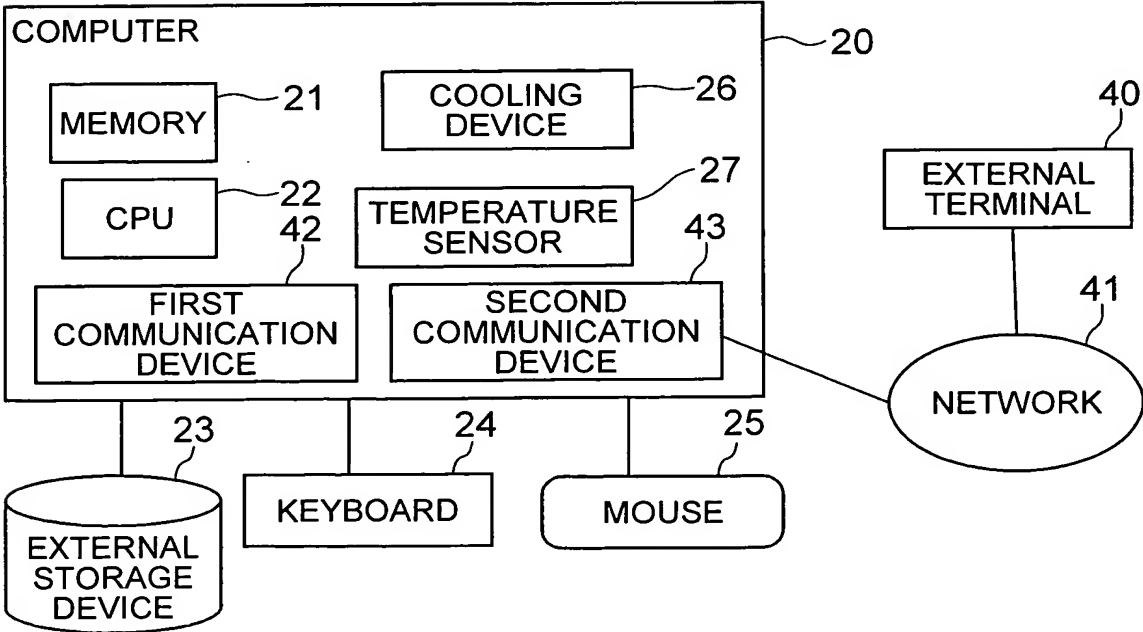 COMPUTER
20
MEMORY
21
COOLING
DEVICE
26
40
EXTERNAL
TERMINAL
CPU
22
TEMPERATURE
SENSOR
27
42
43
FIRST
COMMUNICATION
DEVICE
SECOND
COMMUNICATION
DEVICE
41
NETWORK
23
24
25
EXTERNAL
STORAGE
DEVICE
KEYBOARD
MOUSE